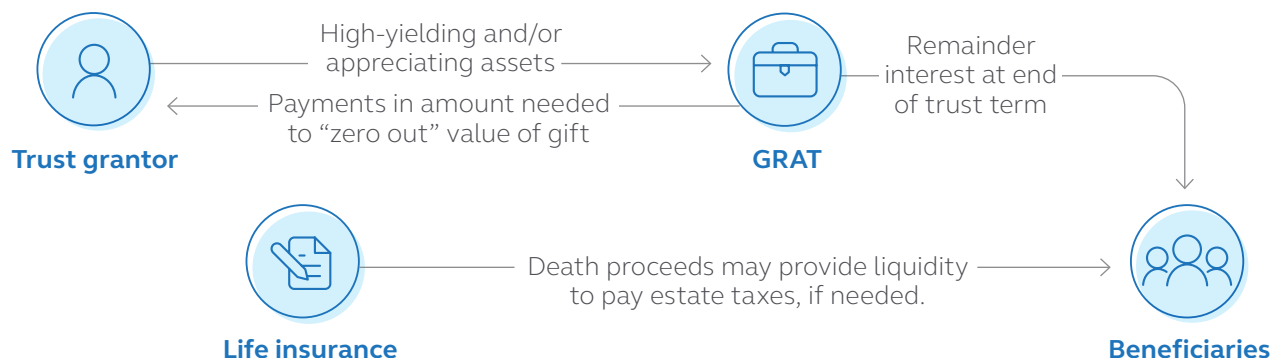 High-yielding and/or
appreciating assets
Payments in amount needed
to “zero out” value of gift
Remainder
interest at end
of trust term
Trust grantor
GRAT
Death proceeds may provide liquidity
to pay estate taxes, if needed.
Life insurance
Beneficiaries